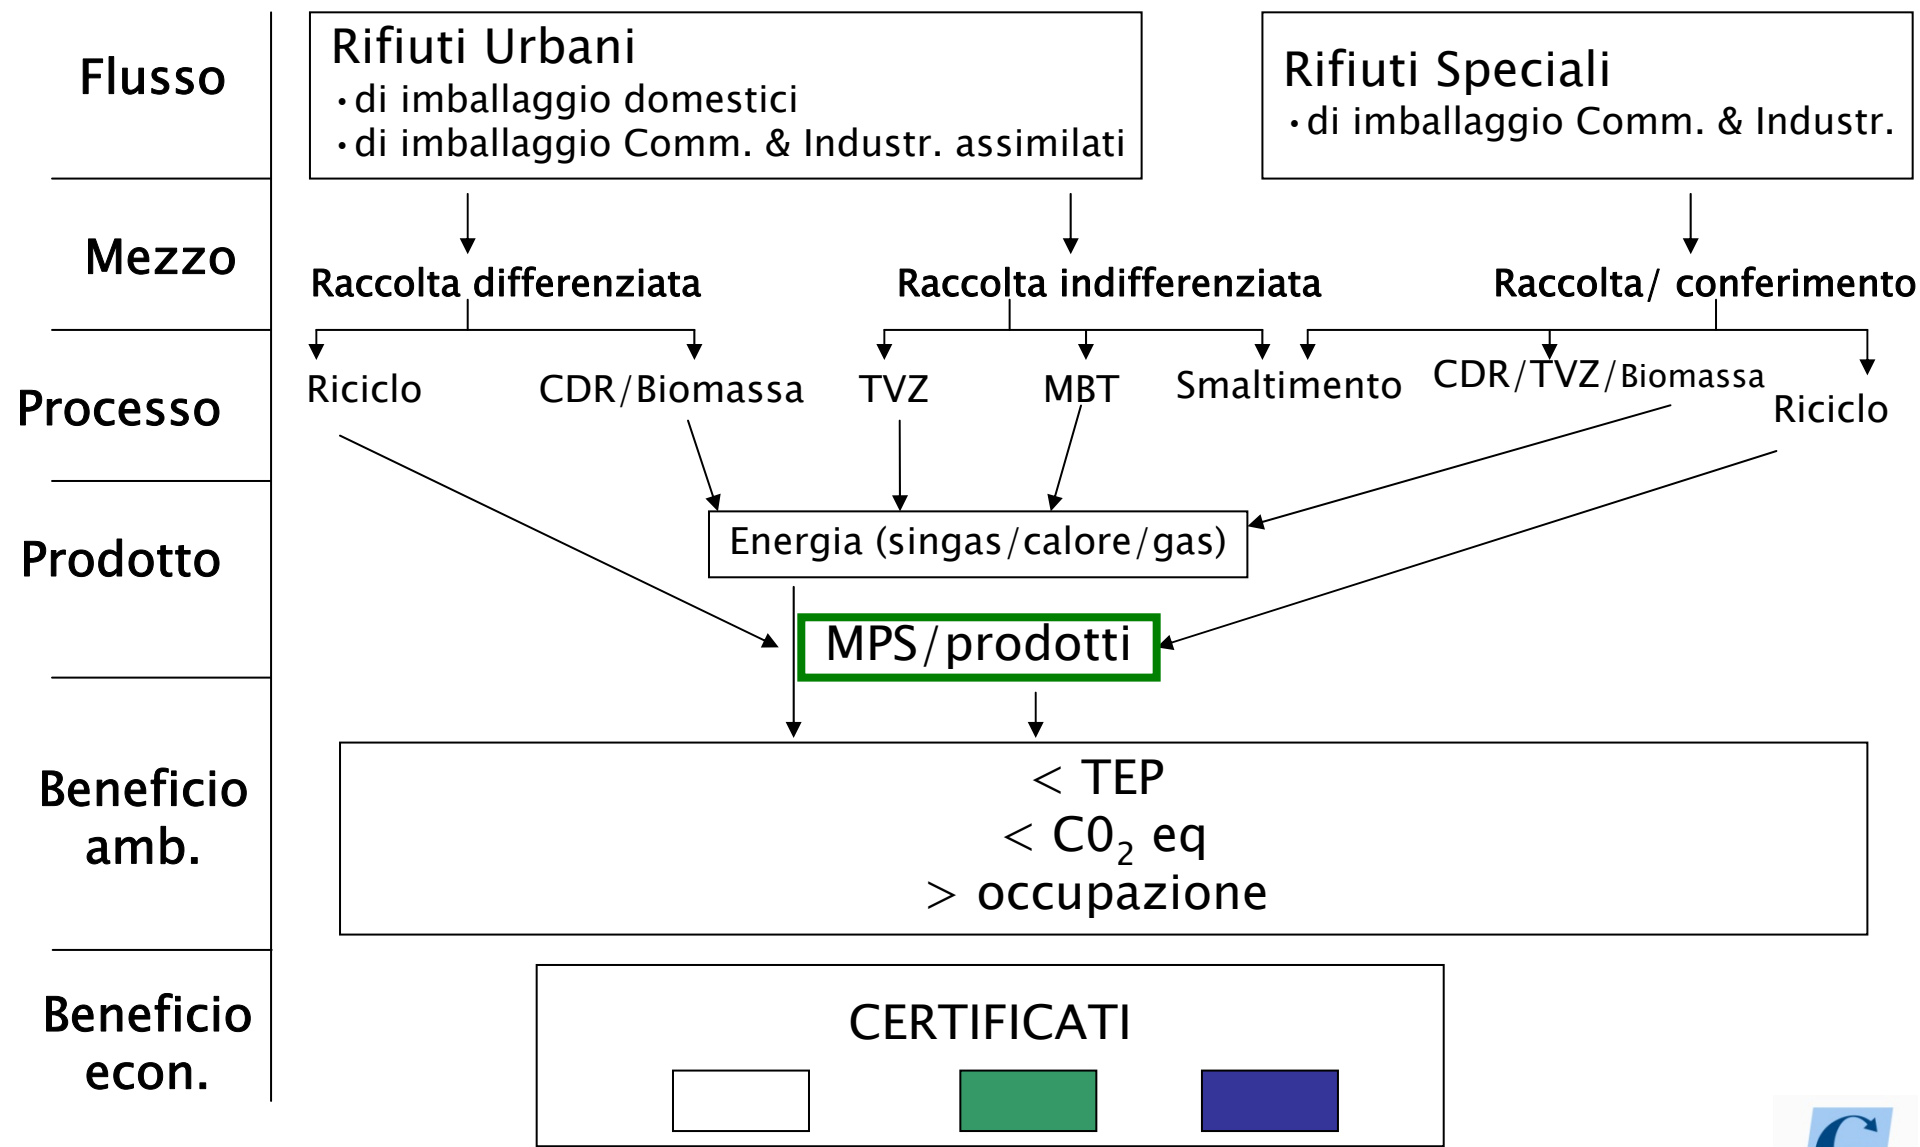 Flusso
Rifiuti Urbani
·di imballaggio domestici
·di imballaggio Comm. & Industr. assimilati
Rifiuti Speciali
·di imballaggio Comm. & Industr.
Mezzo
Raccolta differenziata
Raccolta indifferenziata
Raccolta/ conferimento
Processo
Riciclo
CDR/Biomassa
TVZ
MBT
Smaltimento
CDR/TVZ/Biomassa
Riciclo
Prodotto
Energia (singas/calore/gas)
MPS/prodotti
Beneficio
amb.
< TEP
< C0₂ eq
> occupazione
Beneficio
econ.
CERTIFICATI